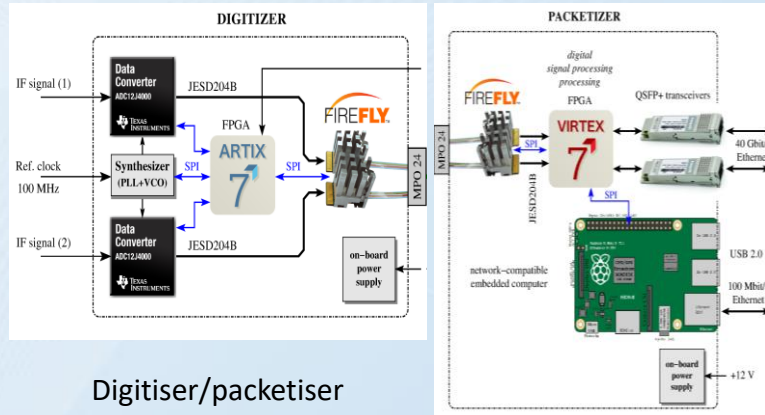 DIGITIZER
Data
Converter
ADC12J4000
TEXAS
INSTRUMENTS
IF signal (1)
JESD204B
FPGA
ARTIX
7
SPI
SPI
FIREFLY
MPO 24
Ref. clock
100 MHz
Synthesizer
(PLL+VCO)
Data
Converter
ADC12J4000
TEXAS
INSTRUMENTS
IF signal (2)
JESD204B
on-board
power
supply
Digitiser/packetiser
PACKETIZER
digital
signal processing
processing
FPGA
VIRTEX
7
QSFP+ transceivers
FIREFLY
MPO 24
SPI
JESD204B
40 Gbit/
Ethernet
SPI
network-compatible
embedded computer
USB 2.0
100 Mbit/
Ethernet
on-board
power
supply
+12 V